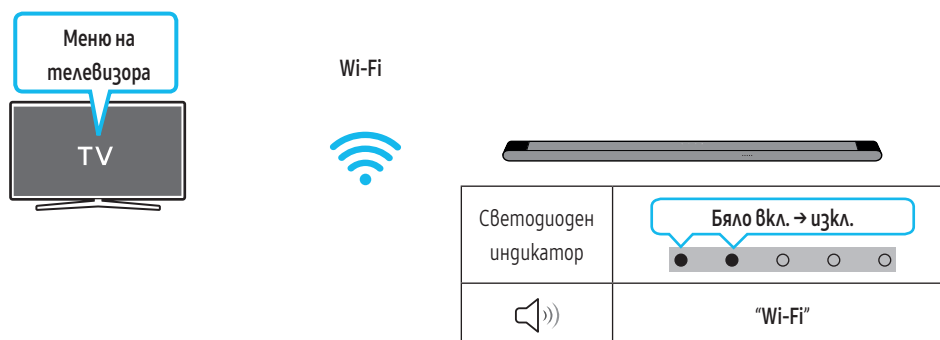 Меню на
телевизора
TV
Wi-Fi
Светодиоден
индикатор
Бяло вкл. → изкл.
“Wi-Fi”